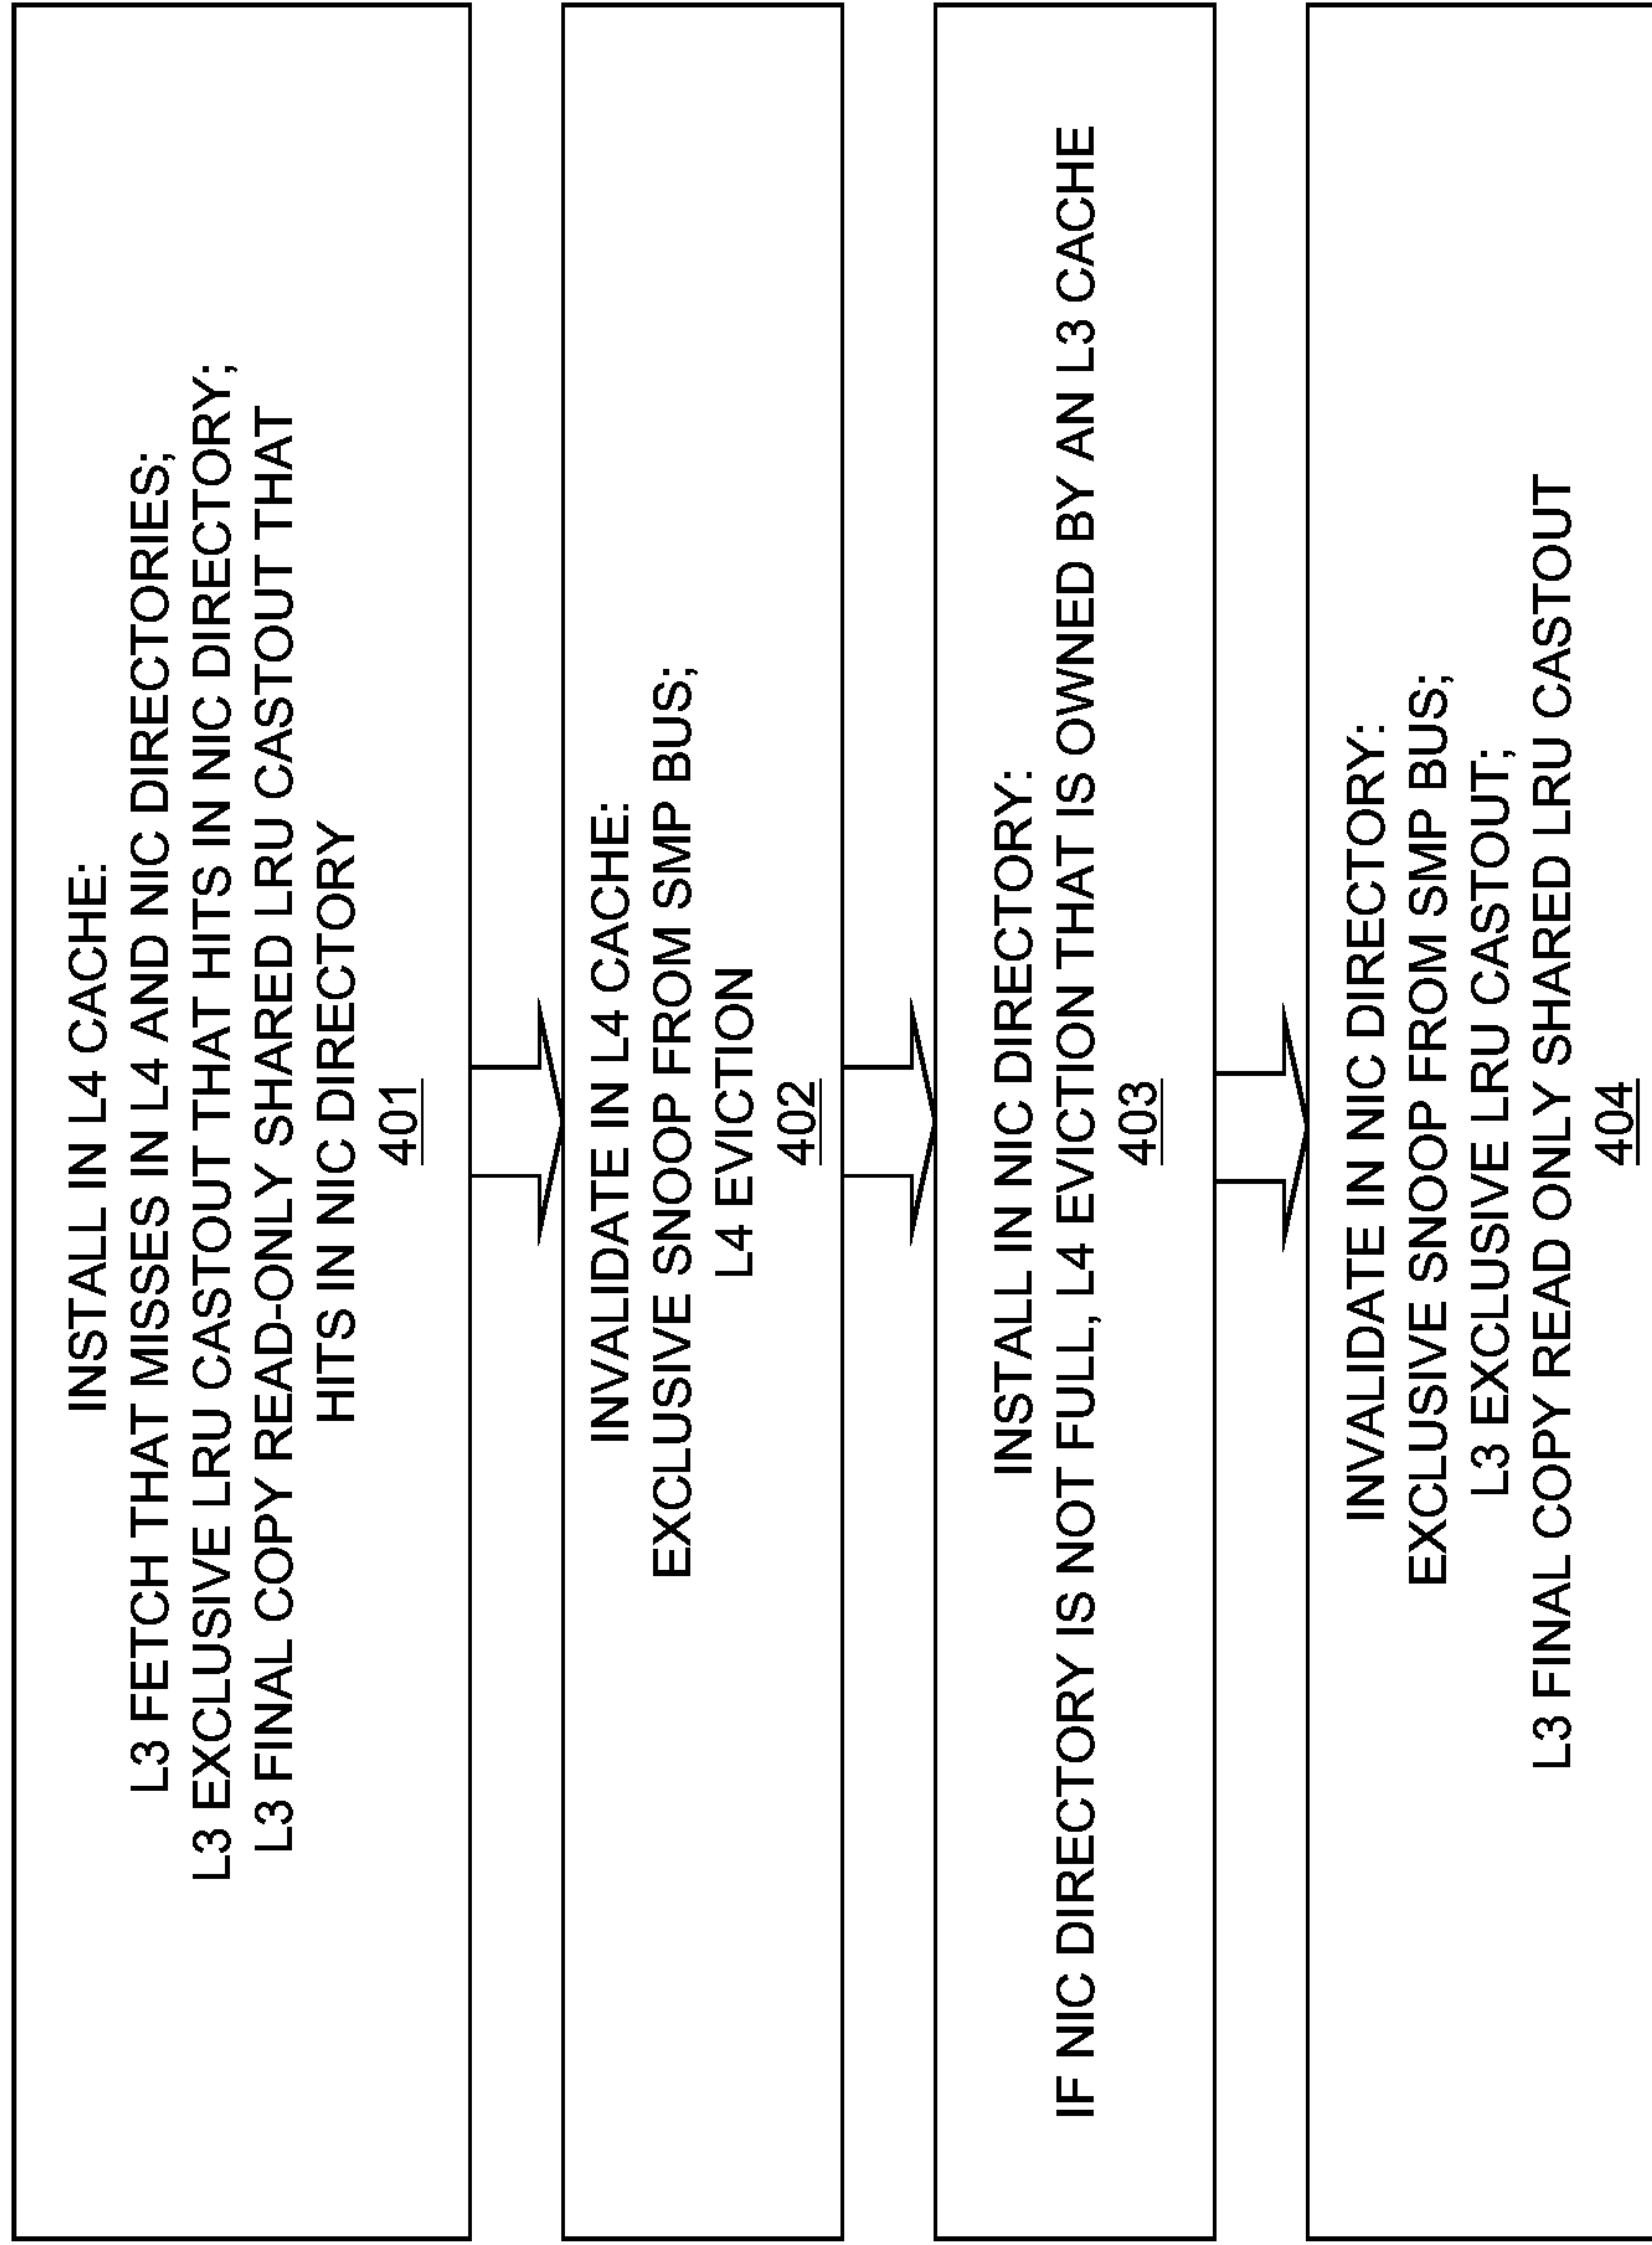 INSTALL IN L4 CACHE:
L3 FETCH THAT MISSES IN L4 AND NIC DIRECTORIES;
L3 EXCLUSIVE LRU CASTOUT THAT HITS IN NIC DIRECTORY;
L3 FINAL COPY READ-ONLY SHARED LRU CASTOUT THAT
HITS IN NIC DIRECTORY
401
INVALIDATE IN L4 CACHE:
EXCLUSIVE SNOOP FROM SMP BUS;
L4 EVICTION
402
INSTALL IN NIC DIRECTORY:
IF NIC DIRECTORY IS NOT FULL, L4 EVICTION THAT IS OWNED BY AN L3 CACHE
403
INVALIDATE IN NIC DIRECTORY:
EXCLUSIVE SNOOP FROM SMP BUS;
L3 EXCLUSIVE LRU CASTOUT;
L3 FINAL COPY READ ONLY SHARED LRU CASTOUT
404